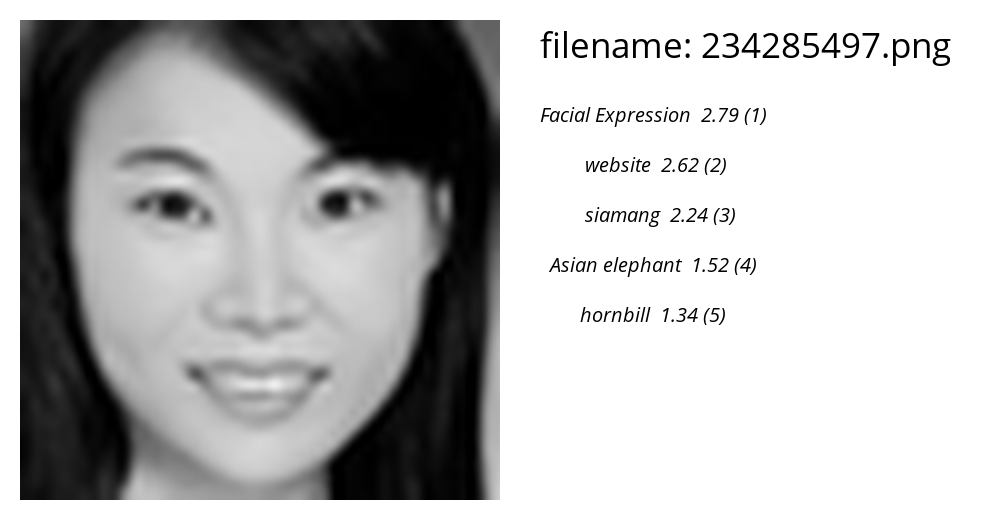 filename: 234285497.png
Facial Expression 2.79 (1)
website 2.62 (2)
siamang 2.24 (3)
Asian elephant 1.52 (4)
hornbill 1.34 (5)